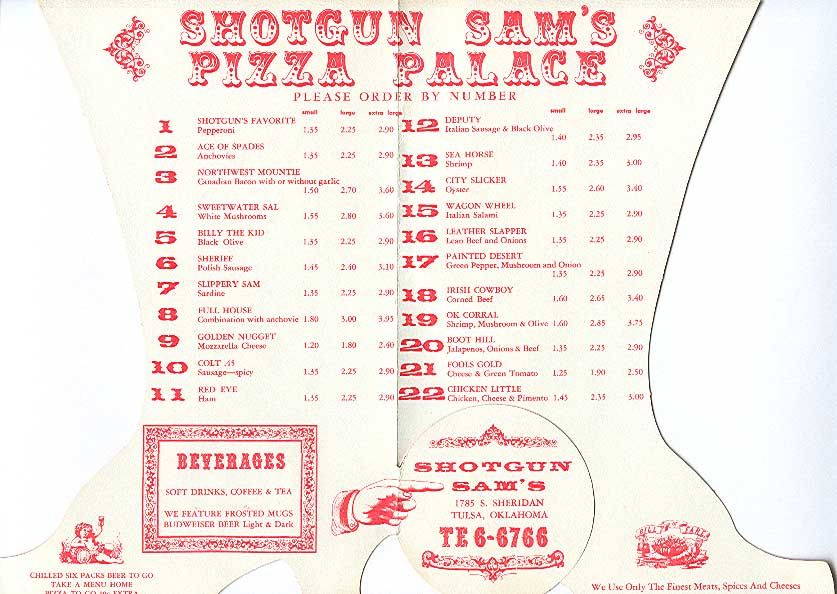 SHOTGUN SAM'S
PIZZA PALACE
PLEASE ORDER BY NUMBER
small large extra large
1 SHOTGUN'S FAVORITE
Pepperoni 1.35 2.25 2.90
2 ACE OF SPADES
Anchovies 1.35 2.25 2.90
3 NORTHWEST MOUNTIE
Canadian Bacon with or without garlic
1.50 2.70 3.60
4 SWEETWATER SAL
White Mushrooms 1.55 2.80 3.60
5 BILLY THE KID
Black Olive 1.35 2.25 2.90
6 SHERIFF
Polish Sausage 1.45 2.40 3.10
7 SLIPPERY SAM
Sardine 1.35 2.25 2.90
8 FULL HOUSE
Combination with anchovie 1.80 3.00 3.95
9 GOLDEN NUGGET
Mozzarella Cheese 1.20 1.80 2.40
10 COLT .45
Sausage—spicy 1.35 2.25 2.90
11 RED EYE
Ham 1.35 2.25 2.90
small large extra large
12 DEPUTY
Italian Sausage & Black Olive
1.40 2.35 2.95
13 SEA HORSE
Shrimp 1.40 2.35 3.00
14 CITY SLICKER
Oyster 1.55 2.60 3.40
15 WAGON WHEEL
Italian Salami 1.35 2.25 2.90
16 LEATHER SLAPPER
Lean Beef and Onions 1.35 2.25 2.90
17 PAINTED DESERT
Green Pepper, Mushroom and Onion
1.35 2.25 2.90
18 IRISH COWBOY
Corned Beef 1.60 2.65 3.40
19 OK CORRAL
Shrimp, Mushroom & Olive 1.60 2.85 3.75
20 BOOT HILL
Jalapenos, Onions & Beef 1.35 2.25 2.90
21 FOOLS GOLD
Cheese & Green Tomato 1.25 1.90 2.50
22 CHICKEN LITTLE
Chicken, Cheese & Pimento 1.45 2.35 3.00
BEVERAGES
SOFT DRINKS, COFFEE & TEA
WE FEATURE FROSTED MUGS
BUDWEISER BEER Light & Dark
SHOTGUN
SAM'S
1785 S. SHERIDAN
TULSA, OKLAHOMA
TE 6-6766
CHILLED SIX PACKS BEER TO GO
TAKE A MENU HOME
PIZZA TO GO 10c EXTRA
We Use Only The Finest Meats, Spices And Cheeses